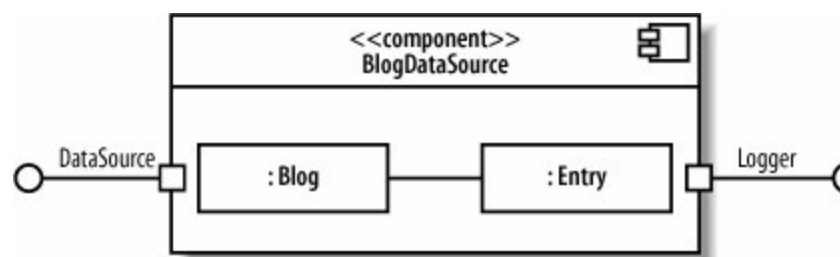 <<component>>
BlogDataSource
DataSource
: Blog
: Entry
Logger